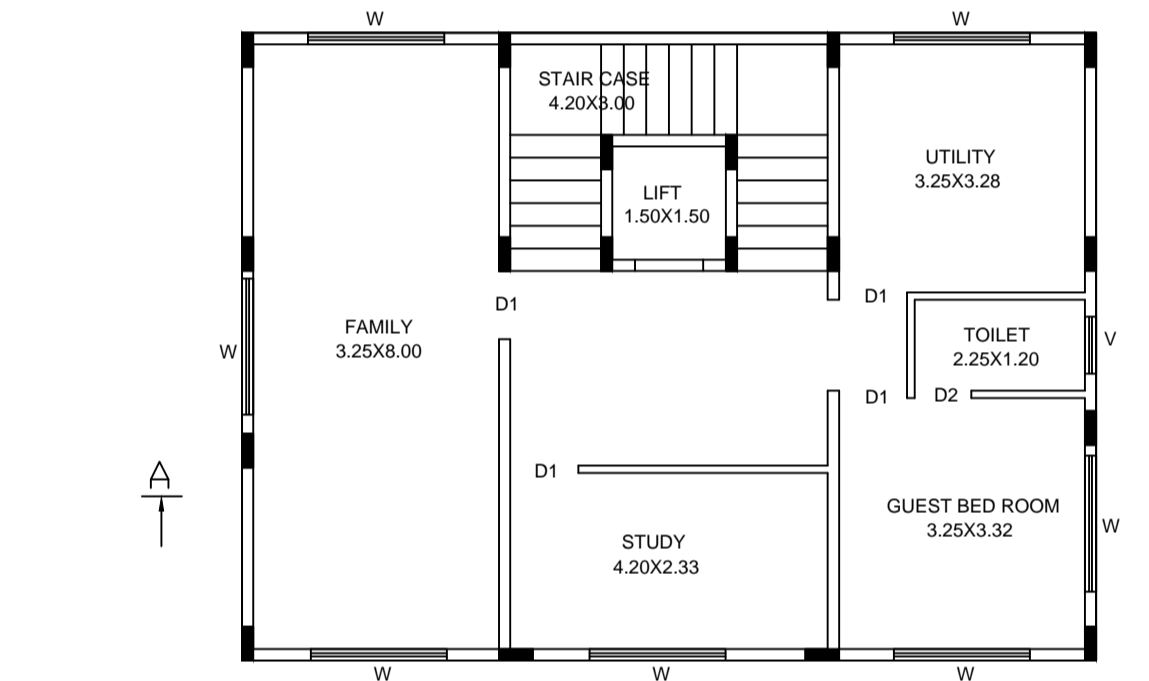 W
W
STAIR CASE
4.20X3.00
UTILITY
3.25X3.28
LIFT
1.50X1.50
D1
D1
FAMILY
3.25X8.00
W
TOILET
2.25X1.20
V
D1
D2
D1
A
GUEST BED ROOM
3.25X3.32
W
STUDY
4.20X2.33
W
W
W